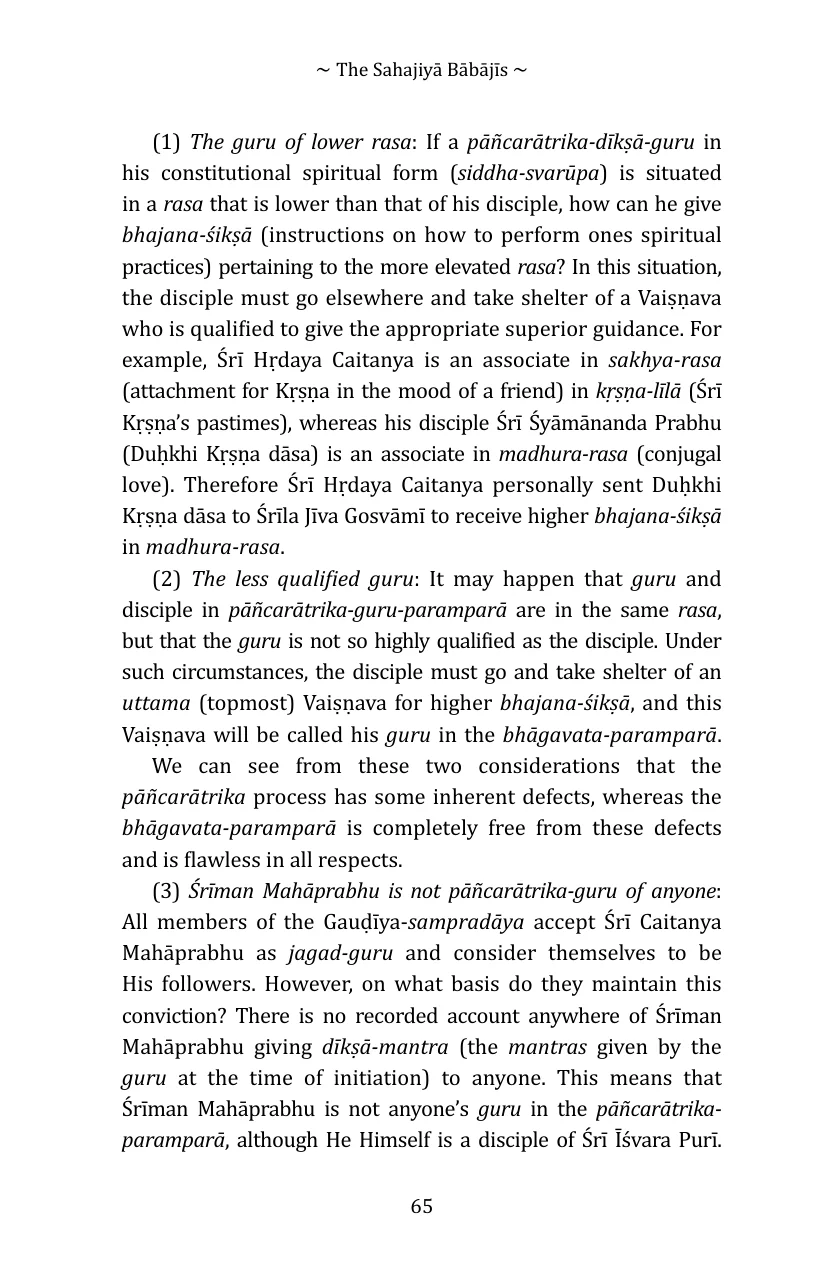 ~ The Sahajiyā Bābājīs ~
(1) The guru of lower rasa: If a pāñcarātrika-dīkṣā-guru in
his constitutional spiritual form (siddha-svarūpa) is situated
in a rasa that is lower than that of his disciple, how can he give
bhajana-śikṣā (instructions on how to perform ones spiritual
practices) pertaining to the more elevated rasa? In this situation,
the disciple must go elsewhere and take shelter of a Vaiṣṇava
who is qualified to give the appropriate superior guidance. For
example, Śrī Hṛdaya Caitanya is an associate in sakhya-rasa
(attachment for Kṛṣṇa in the mood of a friend) in kṛṣṇa-līlā (Śrī
Kṛṣṇa’s pastimes), whereas his disciple Śrī Śyāmānanda Prabhu
(Duḥkhi Kṛṣṇa dāsa) is an associate in madhura-rasa (conjugal
love). Therefore Śrī Hṛdaya Caitanya personally sent Duḥkhi
Kṛṣṇa dāsa to Śrīla Jīva Gosvāmī to receive higher bhajana-śikṣā
in madhura-rasa.
(2) The less qualified guru: It may happen that guru and
disciple in pāñcarātrika-guru-paramparā are in the same rasa,
but that the guru is not so highly qualified as the disciple. Under
such circumstances, the disciple must go and take shelter of an
uttama (topmost) Vaiṣṇava for higher bhajana-śikṣā, and this
Vaiṣṇava will be called his guru in the bhāgavata-paramparā.
We can see from these two considerations that the
pāñcarātrika process has some inherent defects, whereas the
bhāgavata-paramparā is completely free from these defects
and is flawless in all respects.
(3) Śrīman Mahāprabhu is not pāñcarātrika-guru of anyone:
All members of the Gauḍīya-sampradāya accept Śrī Caitanya
Mahāprabhu as jagad-guru and consider themselves to be
His followers. However, on what basis do they maintain this
conviction? There is no recorded account anywhere of Śrīman
Mahāprabhu giving dīkṣā-mantra (the mantras given by the
guru at the time of initiation) to anyone. This means that
Śrīman Mahāprabhu is not anyone’s guru in the pāñcarātrika-
paramparā, although He Himself is a disciple of Śrī Īśvara Purī.
65